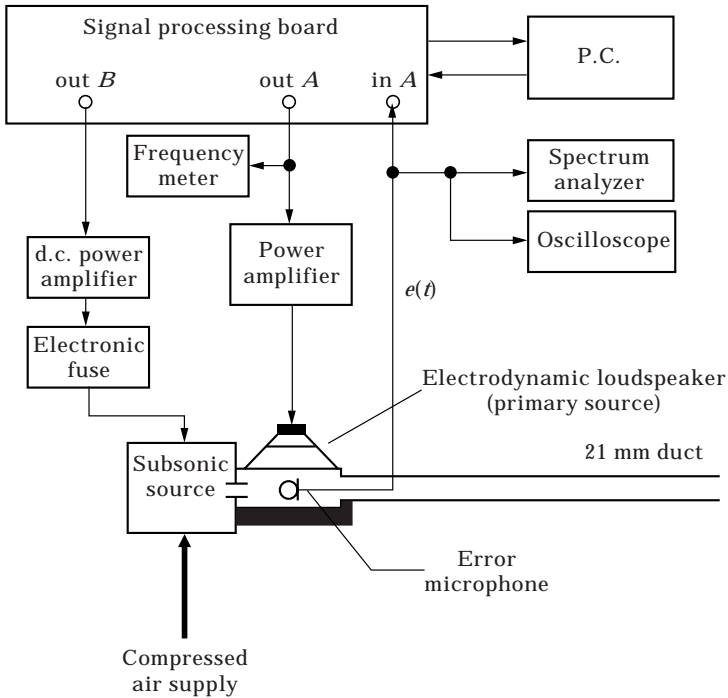 Signal processing board
out B
out A
in A
P.C.
Frequency
meter
Spectrum
analyzer
Oscilloscope
d.c. power
amplifier
Power
amplifier
e(t)
Electronic
fuse
Electrodynamic loudspeaker
(primary source)
21 mm duct
Subsonic
source
Error
microphone
Compressed
air supply